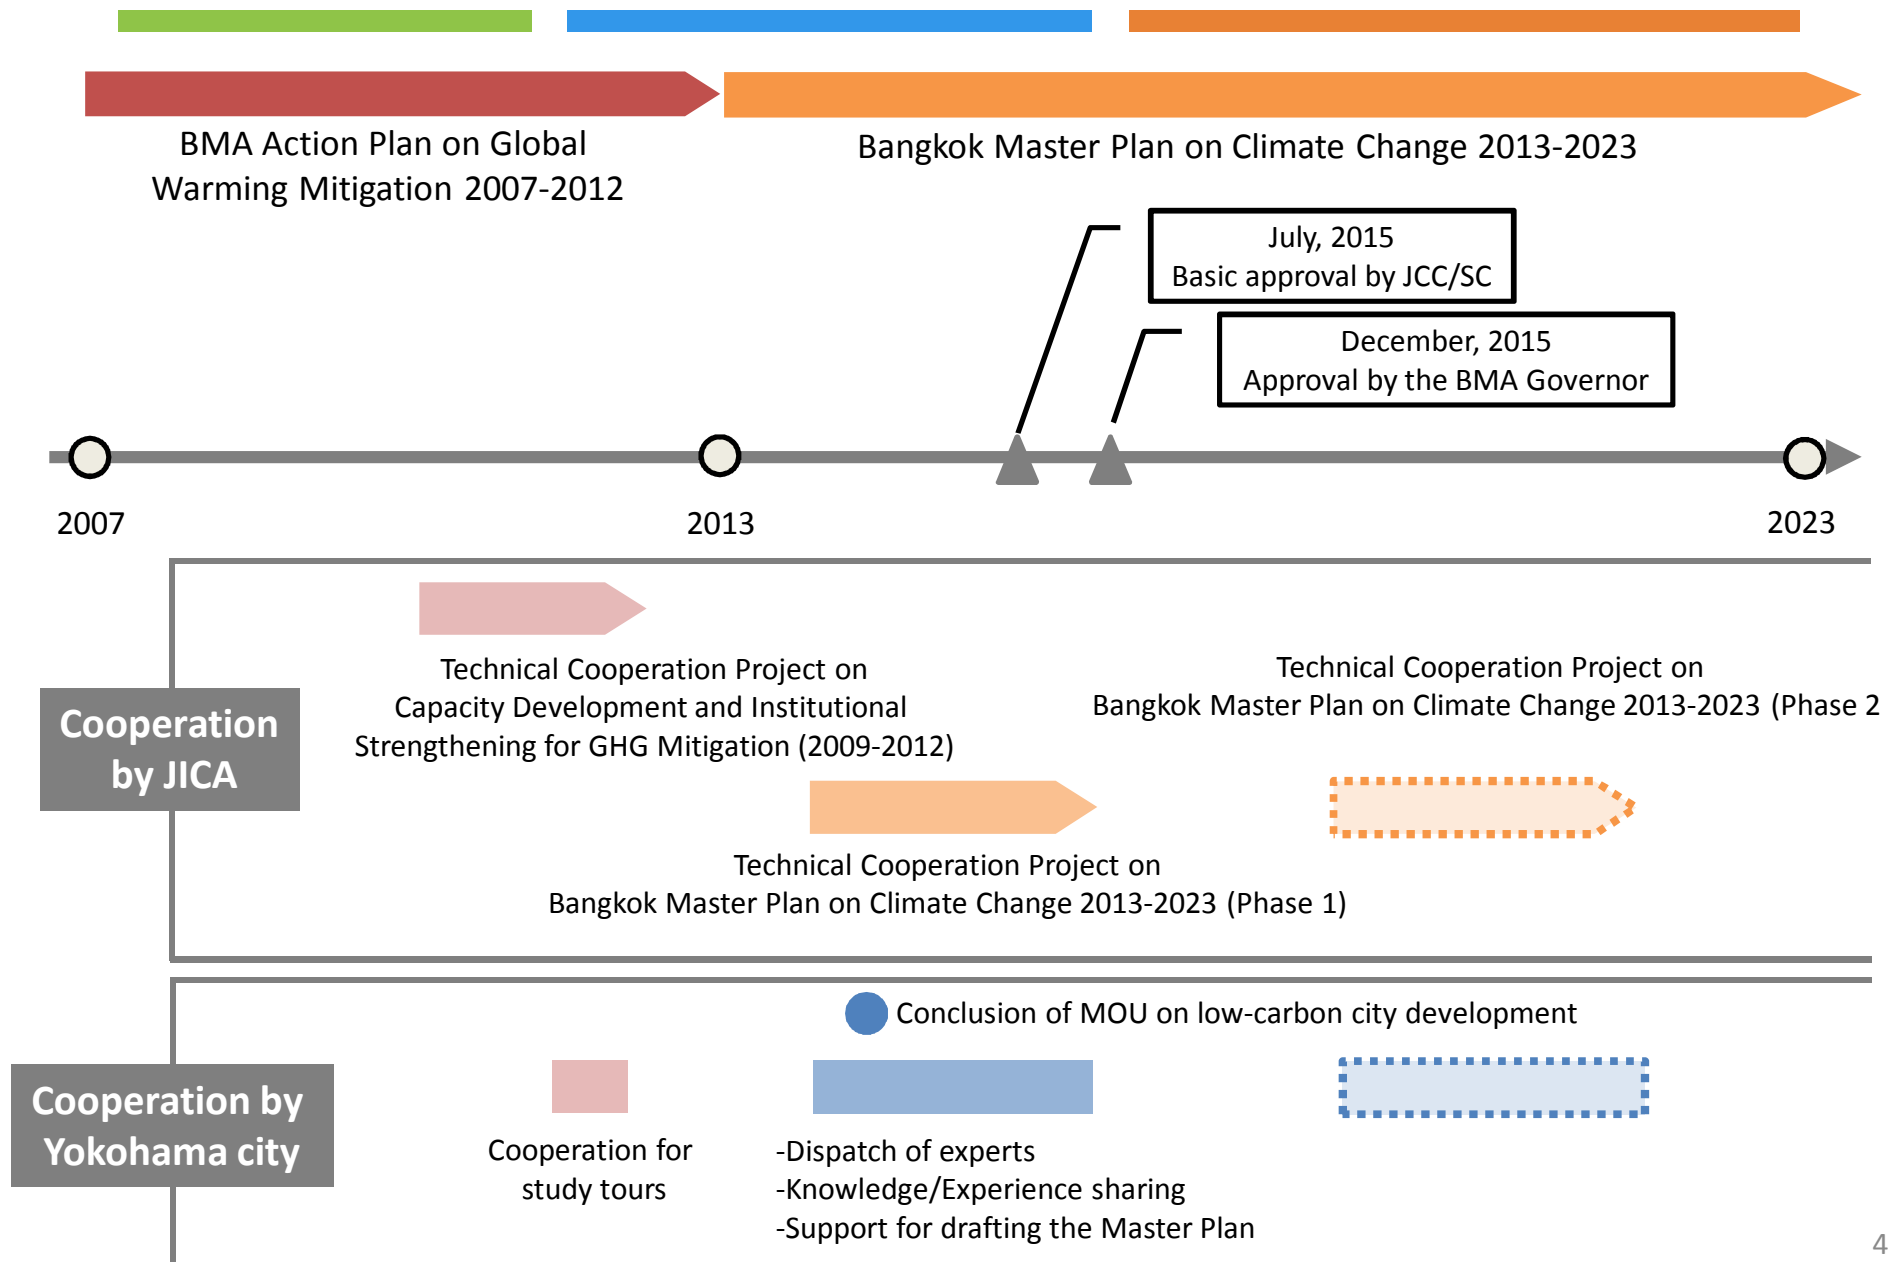 BMA Action Plan on Global
Warming Mitigation 2007-2012
Bangkok Master Plan on Climate Change 2013-2023
July, 2015
Basic approval by JCC/SC
December, 2015
Approval by the BMA Governor
2007
2013
2023
Cooperation
by JICA
Technical Cooperation Project on
Capacity Development and Institutional
Strengthening for GHG Mitigation (2009-2012)
Technical Cooperation Project on
Bangkok Master Plan on Climate Change 2013-2023 (Phase 2
Technical Cooperation Project on
Bangkok Master Plan on Climate Change 2013-2023 (Phase 1)
Cooperation by
Yokohama city
Conclusion of MOU on low-carbon city development
Cooperation for
study tours
-Dispatch of experts
-Knowledge/Experience sharing
-Support for drafting the Master Plan
4